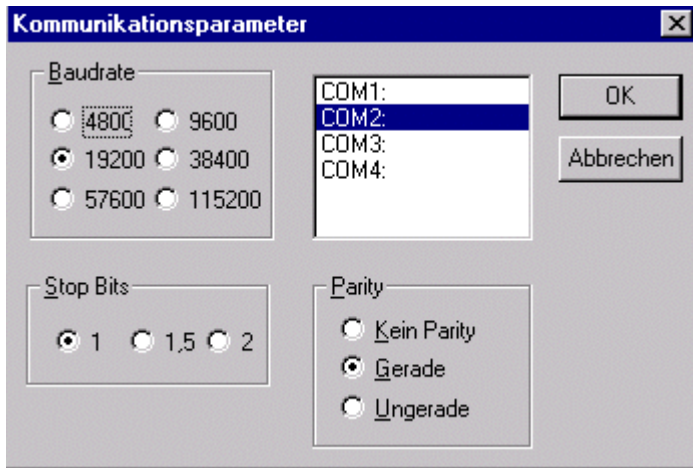 Kommunikationsparameter
Baudrate
4800 9600
19200 38400
57600 115200
COM1:
COM2:
COM3:
COM4:
OK
Abbrechen
Stop Bits
1 1,5 2
Parity
Kein Parity
Gerade
Ungerade